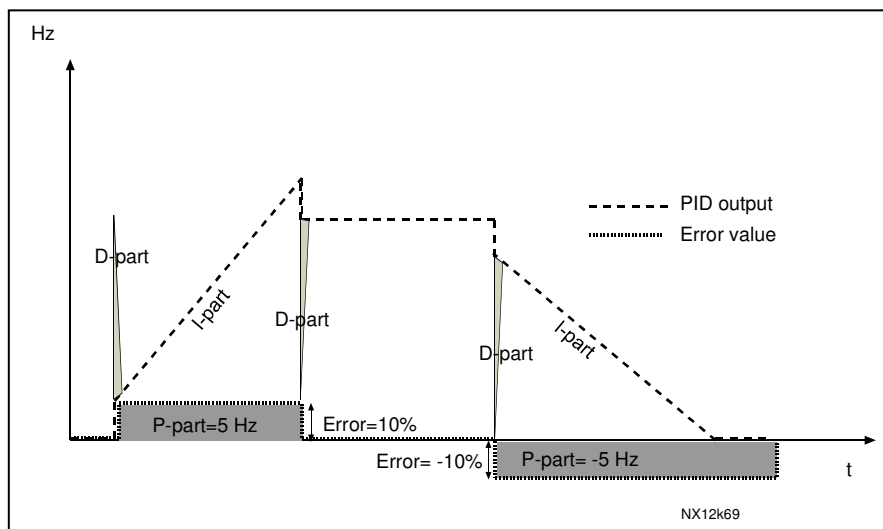 Hz
PID output
Error value
D-part
I-part
D-part
D-part
I-part
P-part=5 Hz
Error=10%
Error= -10%
P-part= -5 Hz
t
NX12k69